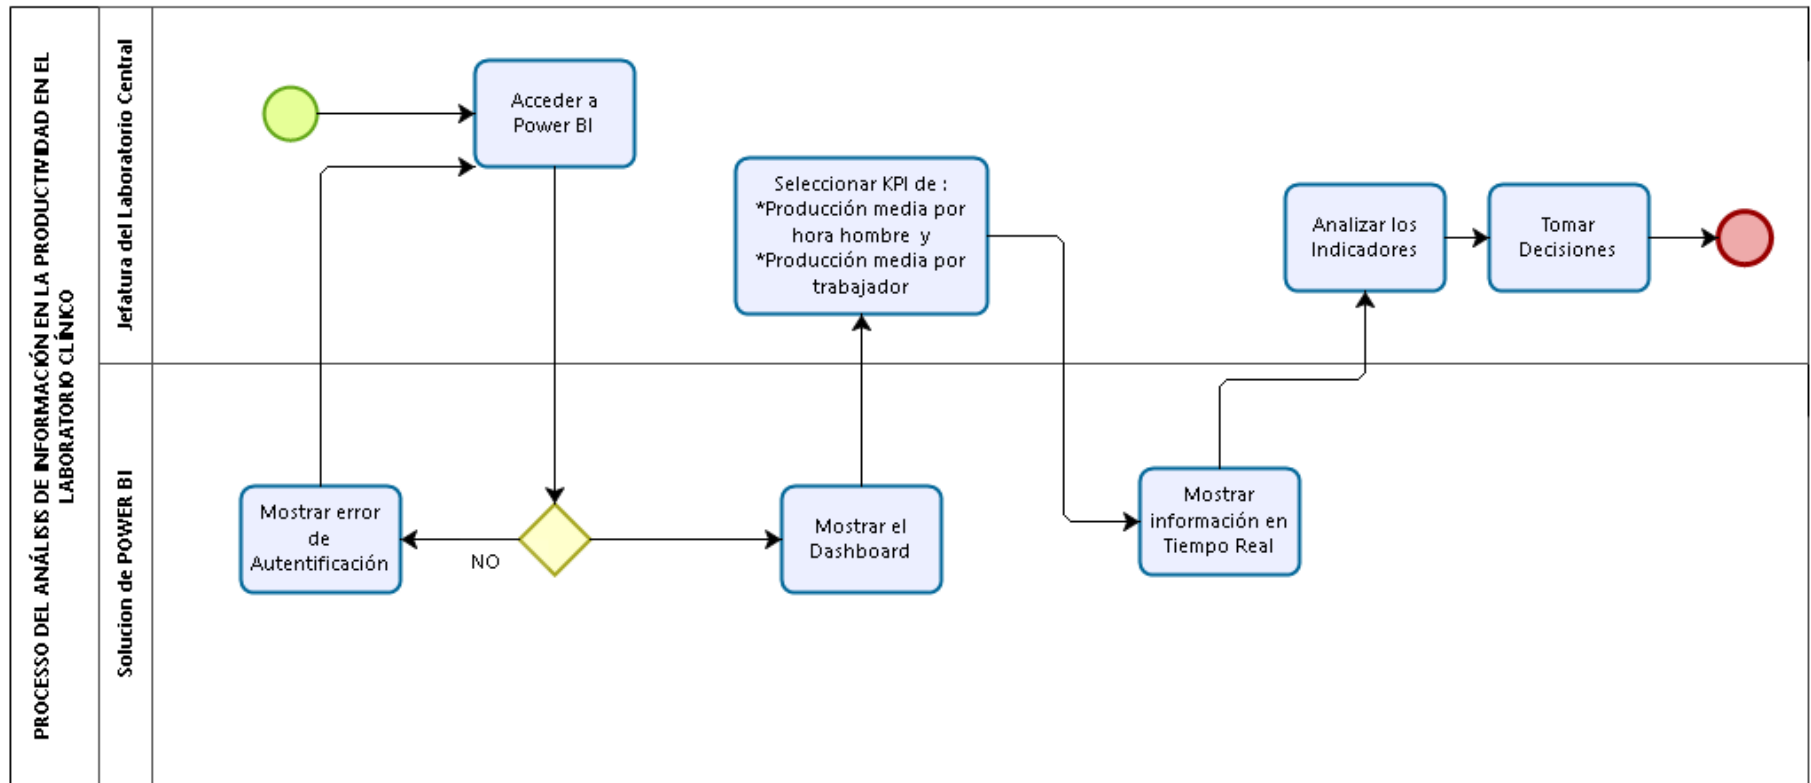 PROCESSO DEL ANÁLISIS DE INFORMACIÓN EN LA PRODUCTIVIDAD EN EL
LABORATORIO CLÍNICO
Jefatura del Laboratorio Central
Acceder a
Power BI
Seleccionar KPI de :
*Producción media por
hora hombre y
*Producción media por
trabajador
Analizar los
Indicadores
Tomar
Decisiones
Solucion de POWER BI
Mostrar error
de
Autentificación
NO
Mostrar el
Dashboard
Mostrar
información en
Tiempo Real